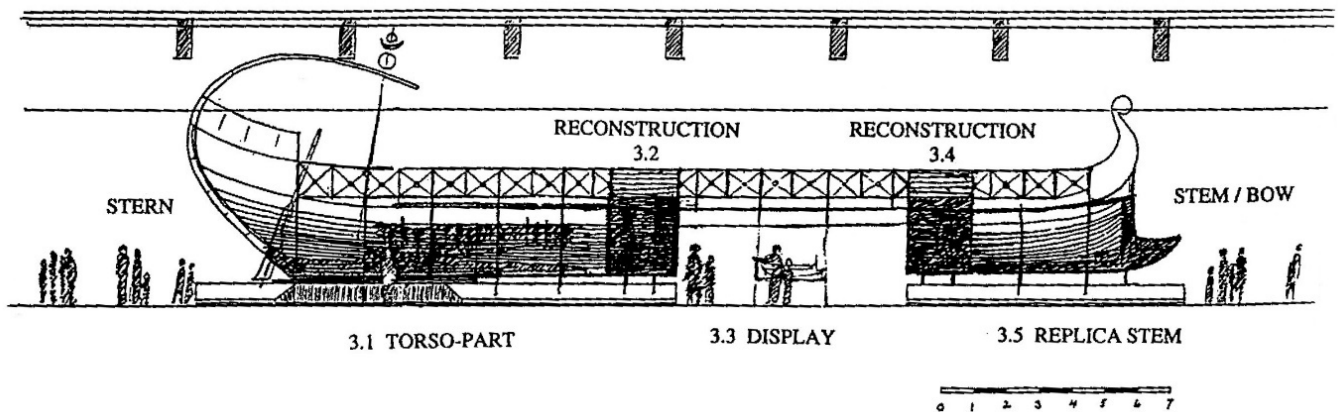 RECONSTRUCTION
3.2
RECONSTRUCTION
3.4
STERN
STEM / BOW
3.1 TORSO-PART
3.3 DISPLAY
3.5 REPLICA STEM
0 1 2 3 4 5 6 7